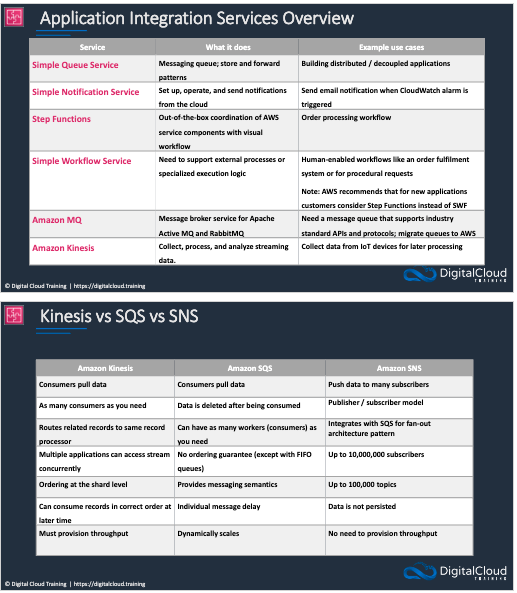 Application Integration Services Overview
Service What it does Example use cases
Simple Queue Service
Messaging queue; store and forward
patterns
Building distributed / decoupled applications
Simple Notification Service
Set up, operate, and send notifications
from the cloud
Send email notification when CloudWatch alarm is
triggered
Step Functions
Out-of-the-box coordination of AWS
service components with visual
workflow
Order processing workflow
Simple Workflow Service
Need to support external processes or
specialized execution logic
Human-enabled workflows like an order fulfilment
system or for procedural requests
Note: AWS recommends that for new applications
customers consider Step Functions instead of SWF
Amazon MQ
Message broker service for Apache
Active MQ and RabbitMQ
Need a message queue that supports industry
standard APIs and protocols; migrate queues to AWS
Amazon Kinesis
Collect, process, and analyze streaming
data.
Collect data from IoT devices for later processing
© Digital Cloud Training | https://digitalcloud.training
DigitalCloud
TRAINING
Kinesis vs SQS vs SNS
Amazon Kinesis Amazon SQS Amazon SNS
Consumers pull data
Consumers pull data
Push data to many subscribers
As many consumers as you need
Data is deleted after being consumed
Publisher / subscriber model
Routes related records to same record
processor
Can have as many workers (consumers) as
you need
Integrates with SQS for fan-out
architecture pattern
Multiple applications can access stream
concurrently
No ordering guarantee (except with FIFO
queues)
Up to 10,000,000 subscribers
Ordering at the shard level
Provides messaging semantics
Up to 100,000 topics
Can consume records in correct order at
later time
Individual message delay
Data is not persisted
Must provision throughput
Dynamically scales
No need to provision throughput
© Digital Cloud Training | https://digitalcloud.training
DigitalCloud
TRAINING